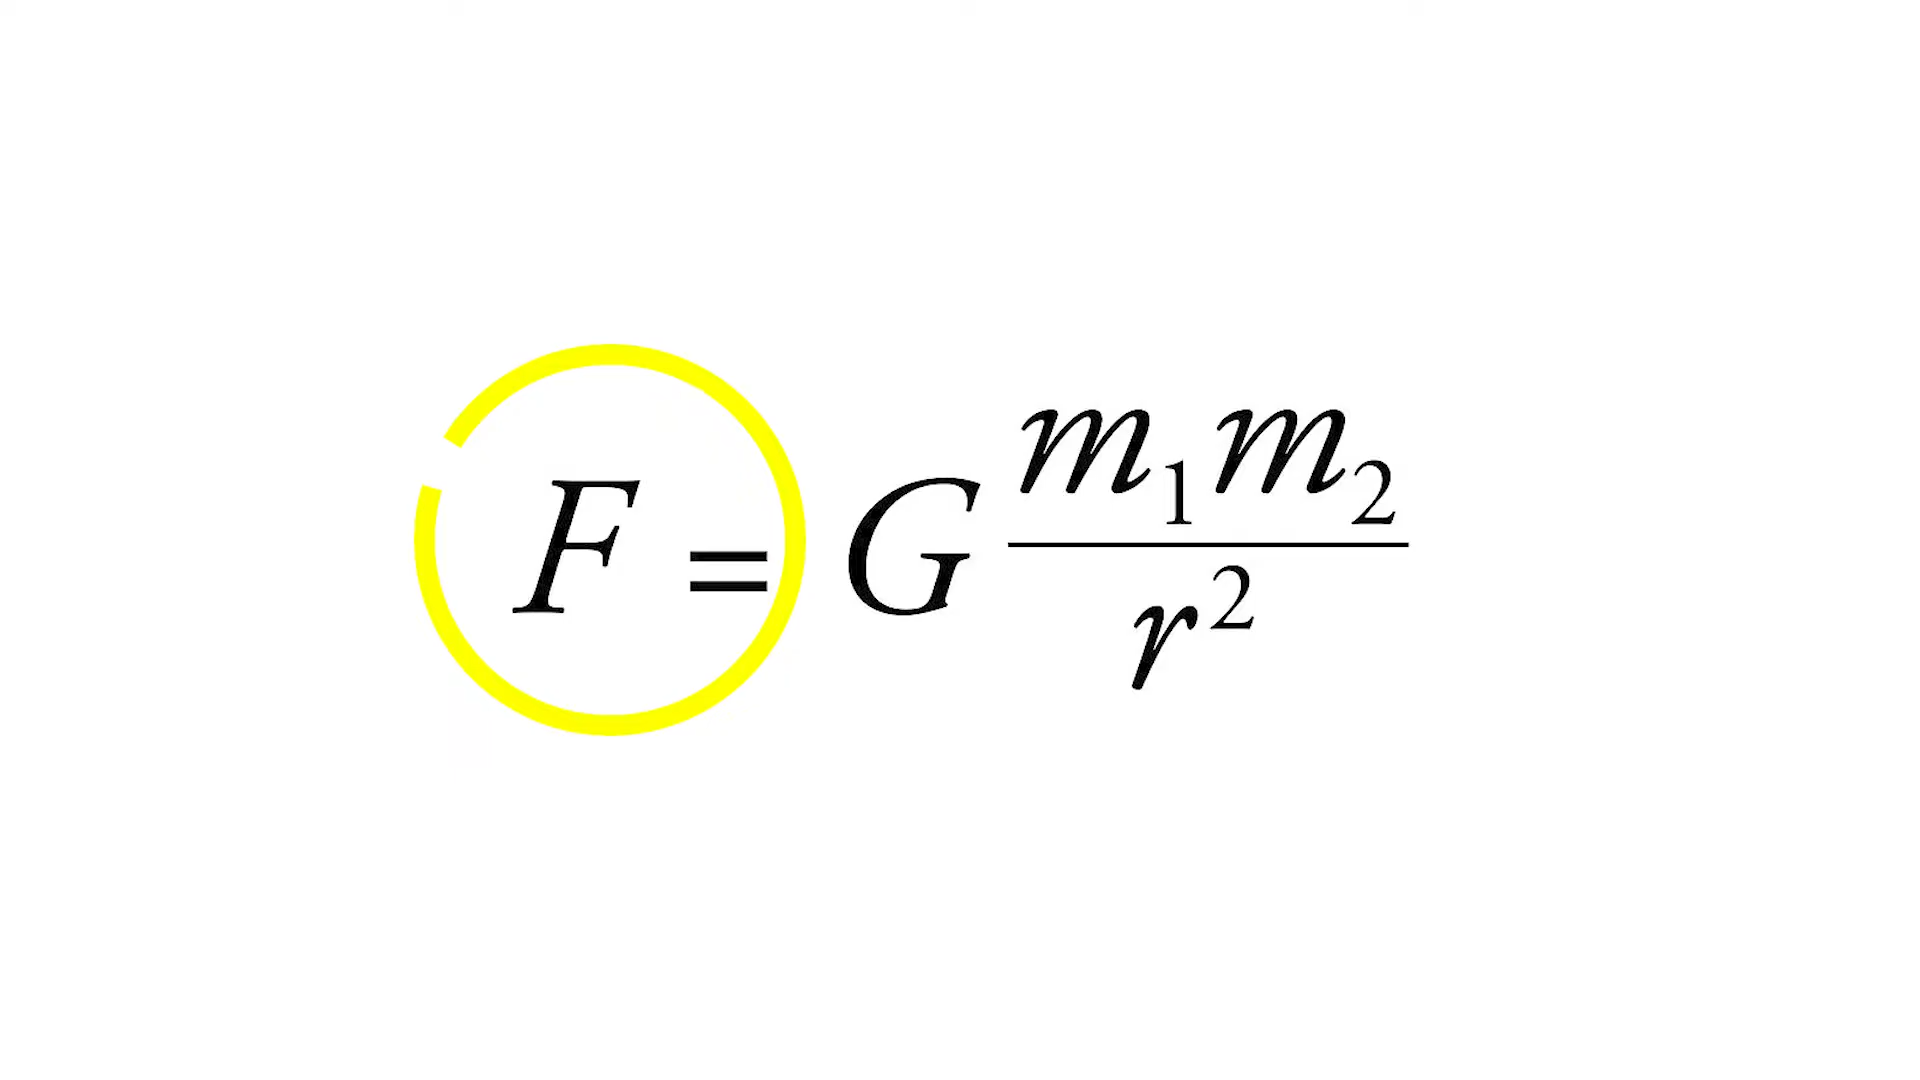 F = G m₁m₂
r²